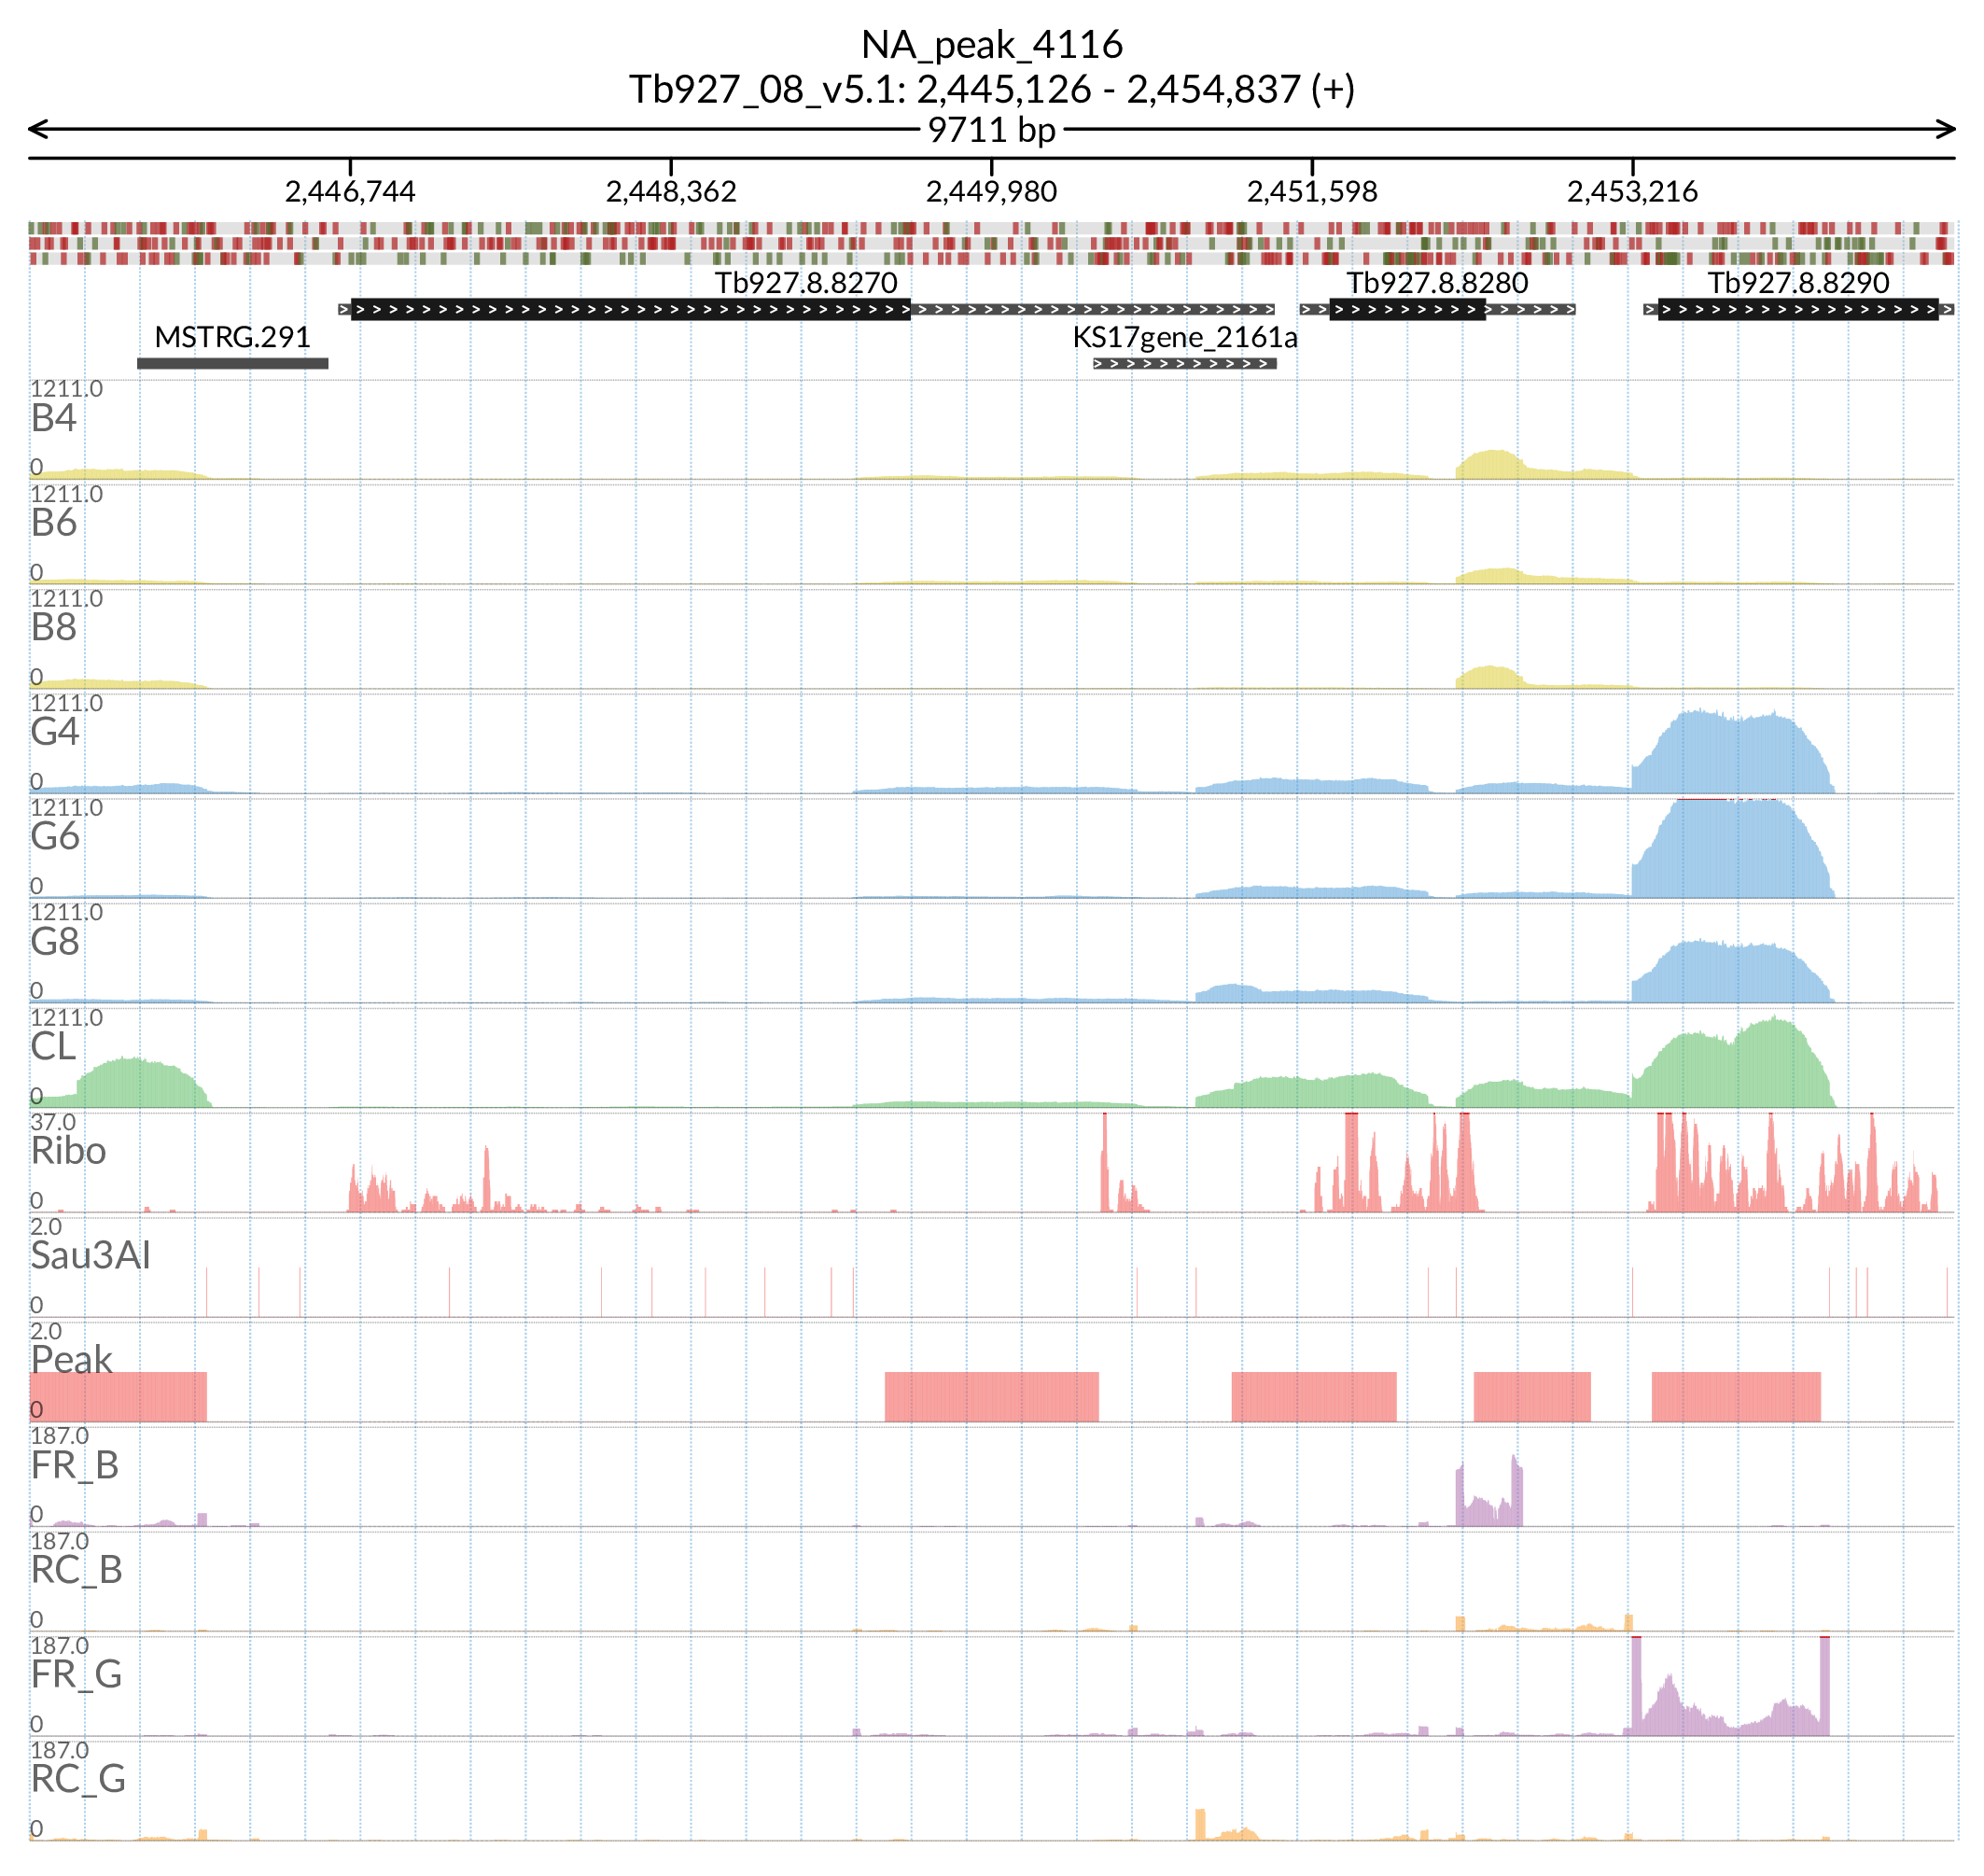 NA_peak_4116
Tb927_08_v5.1: 2,445,126 - 2,454,837 (+)
9711 bp
2,446,744 2,448,362 2,449,980 2,451,598 2,453,216
Tb927.8.8270 Tb927.8.8280 Tb927.8.8290
MSTRG.291 KS17gene_2161a
1211.0
B4
0
1211.0
B6
0
1211.0
B8
0
1211.0
G4
0
1211.0
G6
0
1211.0
G8
0
1211.0
CL
0
37.0
Ribo
0
2.0
Sau3AI
0
2.0
Peak
0
187.0
FR_B
0
187.0
RC_B
0
187.0
FR_G
0
187.0
RC_G
0